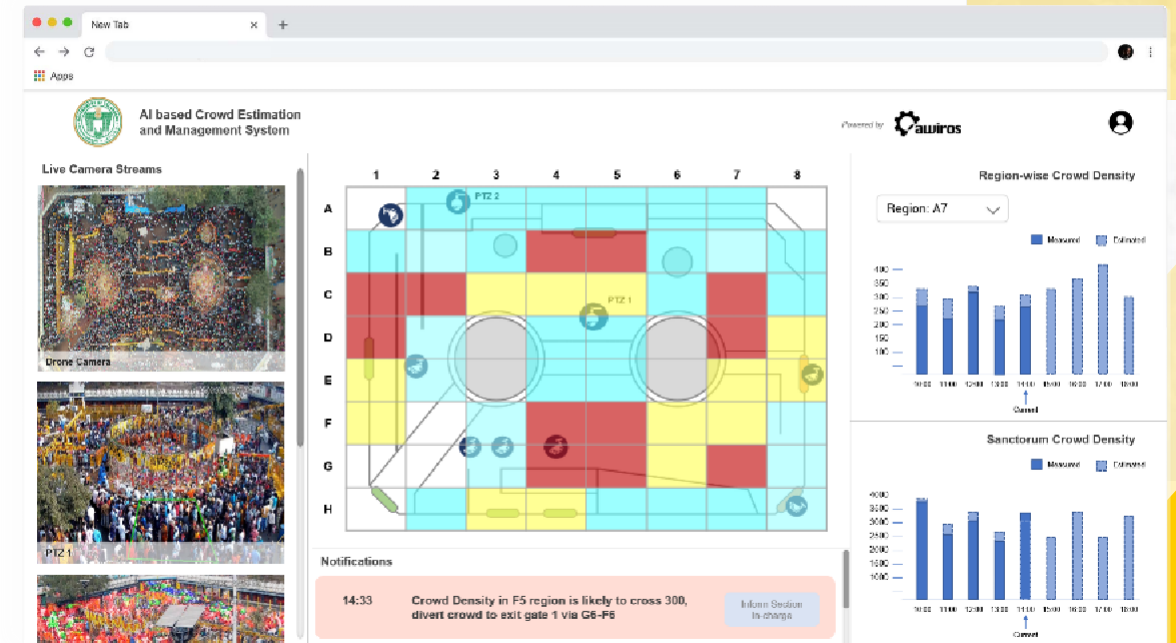 New Tab
Apps
AI based Crowd Estimation
and Management System
Powered by
awiros
Live Camera Streams
Drone Camera
PTZ 1
1 2 3 4 5 6 7 8
A
B
C
D
E
F
G
H
PTZ 2
PTZ 1
Notifications
14:33
Crowd Density in F5 region is likely to cross 300,
divert crowd to exit gate 1 via G6-F6
Inform Section
In-charge
Region-wise Crowd Density
Region: A7
Measured Estimated
400
350
300
250
200
150
100
10:00 11:00 12:00 13:00 14:00 15:00 16:00 17:00 18:00
Current
Sanctorum Crowd Density
Measured Estimated
4000
3500
3000
2500
2000
1500
1000
10:00 11:00 12:00 13:00 14:00 15:00 16:00 17:00 18:00
Current